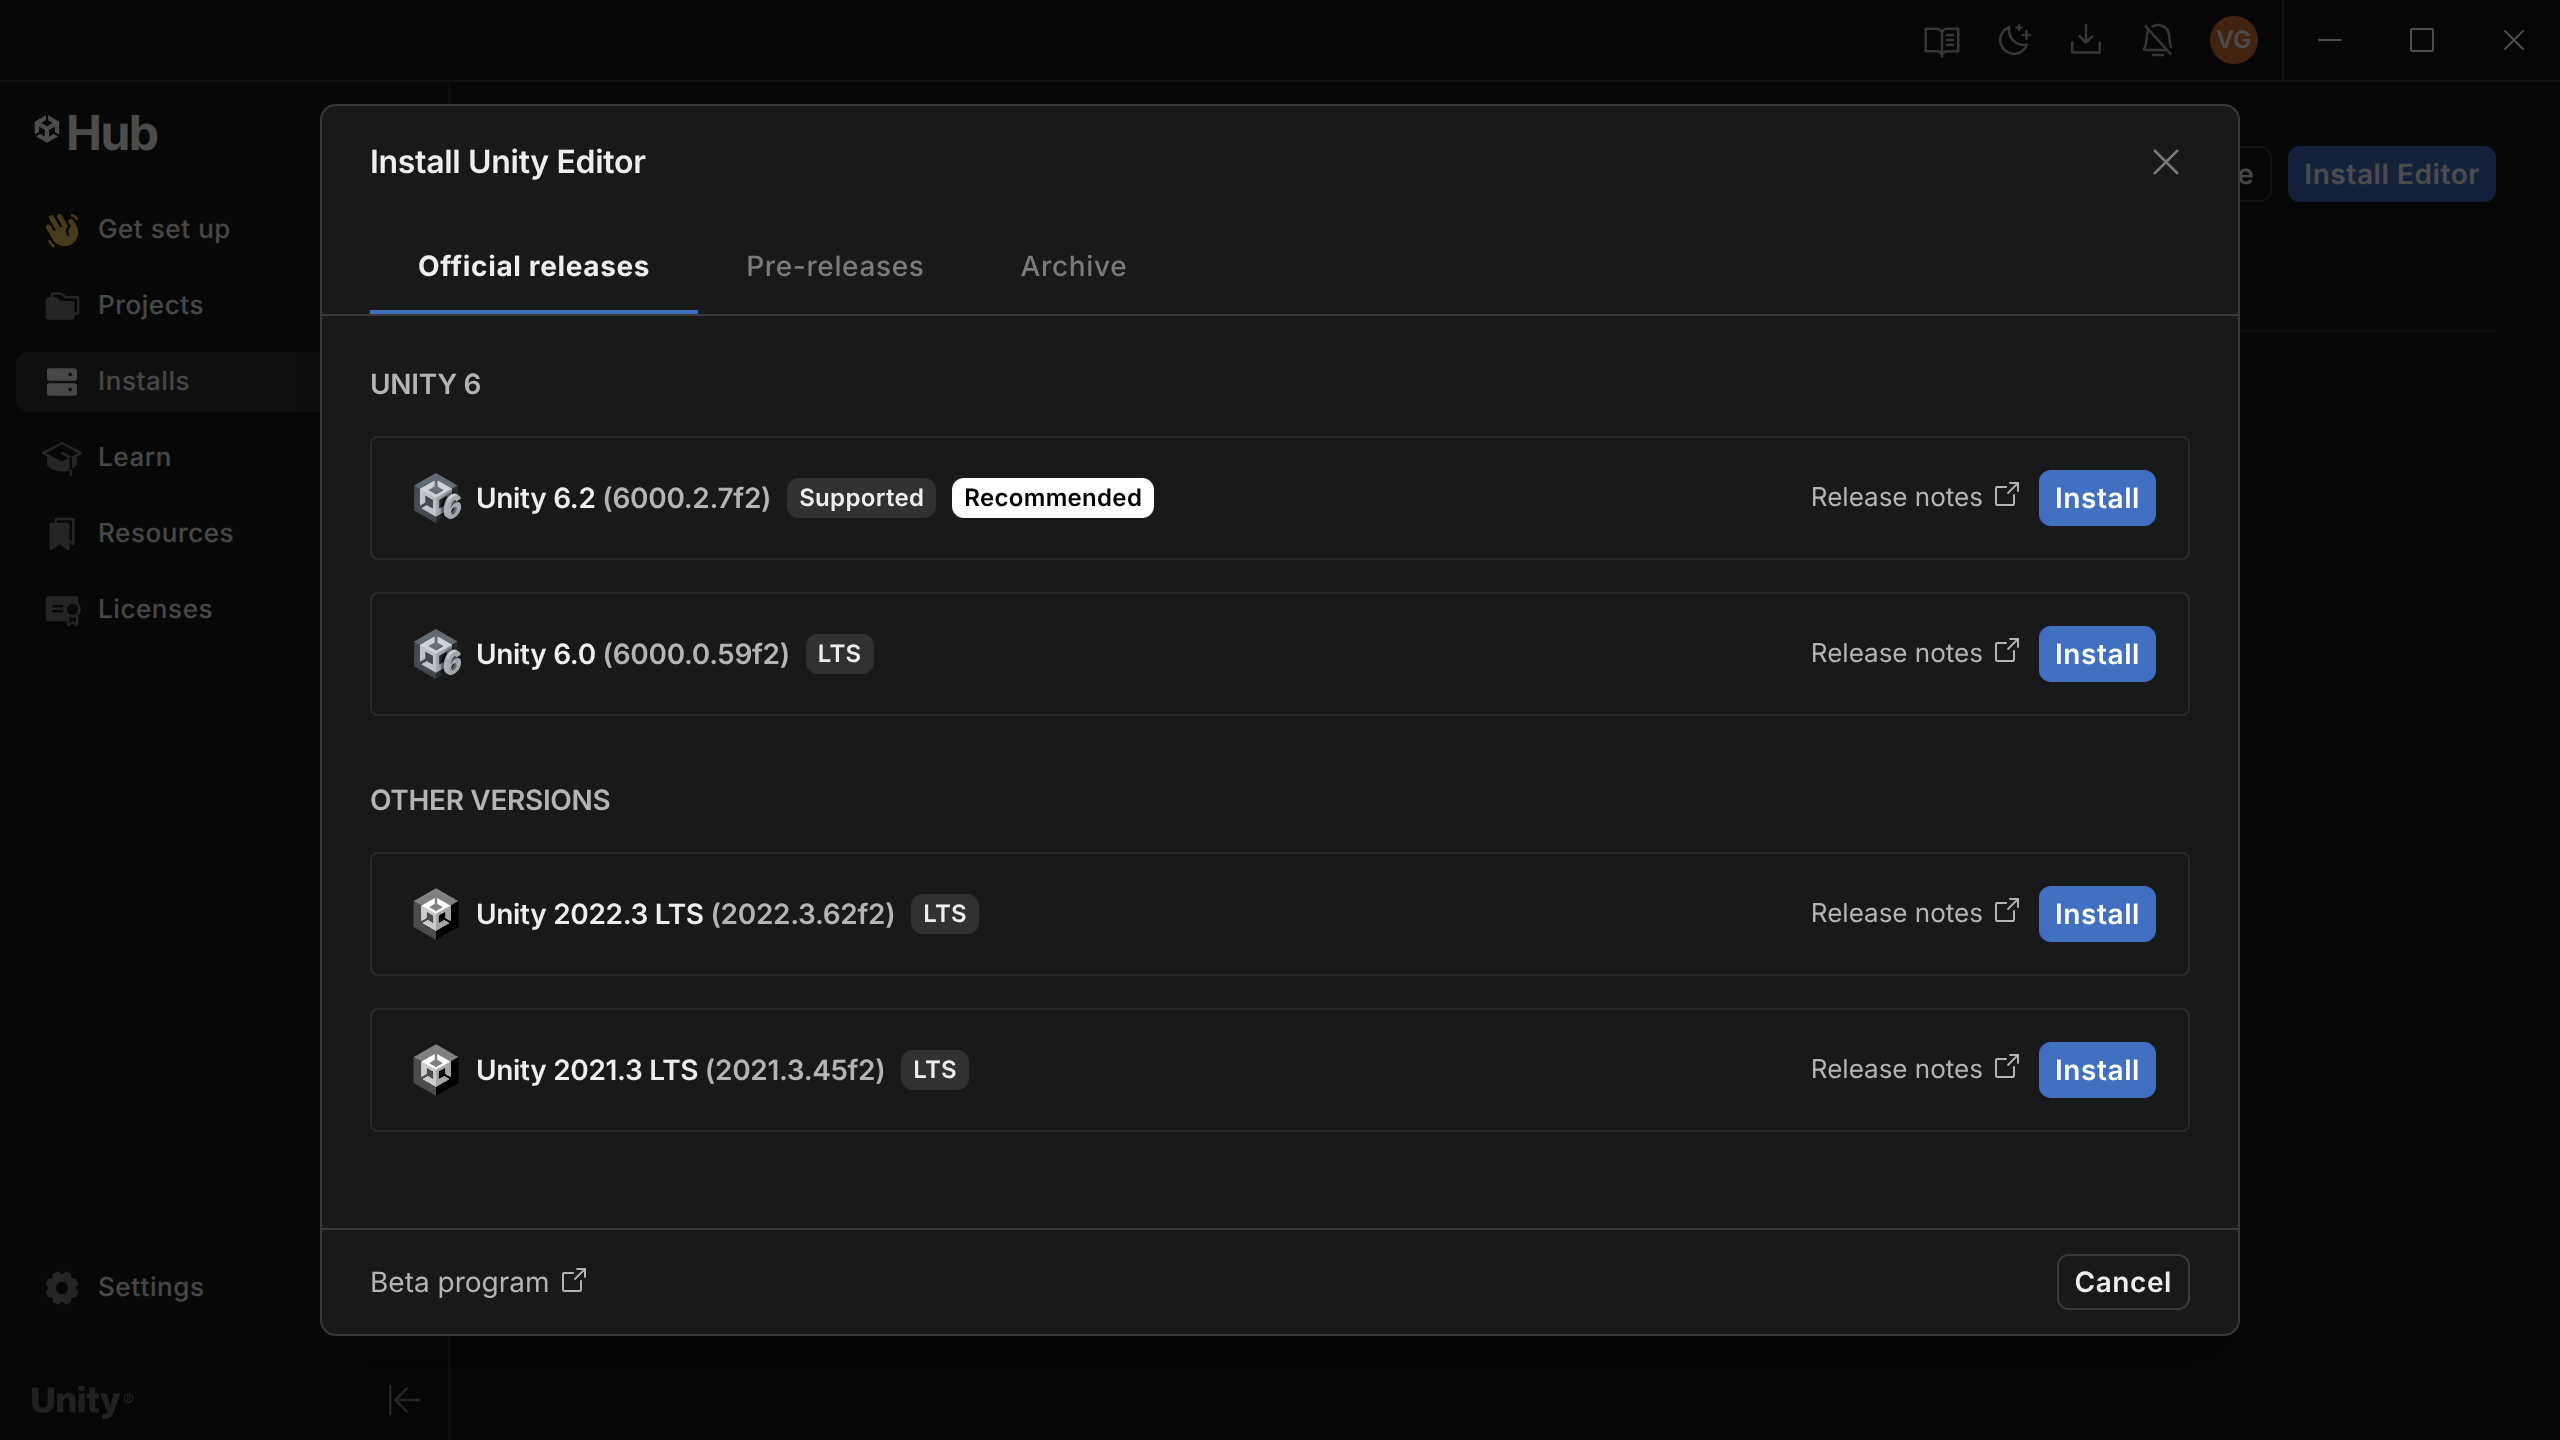 VG
Hub
Get set up
Projects
Installs
Learn
Resources
Licenses
Settings
Unity®
e
Install Editor
Install Unity Editor
Official releases
Pre-releases
Archive
UNITY 6
Unity 6.2 (6000.2.7f2) Supported Recommended Release notes Install
Unity 6.0 (6000.0.59f2) LTS Release notes Install
OTHER VERSIONS
Unity 2022.3 LTS (2022.3.62f2) LTS Release notes Install
Unity 2021.3 LTS (2021.3.45f2) LTS Release notes Install
Beta program
Cancel